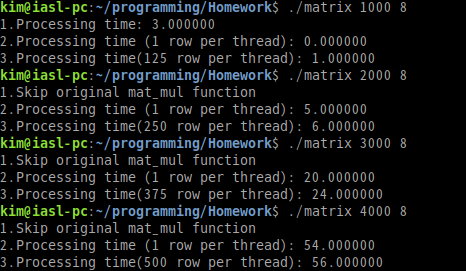 kim@iasl-pc:~/programming/Homework$ ./matrix 1000 8
1.Processing time: 3.000000
2.Processing time (1 row per thread): 0.000000
3.Processing time(125 row per thread): 1.000000
kim@iasl-pc:~/programming/Homework$ ./matrix 2000 8
1.Skip original mat_mul function
2.Processing time (1 row per thread): 5.000000
3.Processing time(250 row per thread): 6.000000
kim@iasl-pc:~/programming/Homework$ ./matrix 3000 8
1.Skip original mat_mul function
2.Processing time (1 row per thread): 20.000000
3.Processing time(375 row per thread): 24.000000
kim@iasl-pc:~/programming/Homework$ ./matrix 4000 8
1.Skip original mat_mul function
2.Processing time (1 row per thread): 54.000000
3.Processing time(500 row per thread): 56.000000